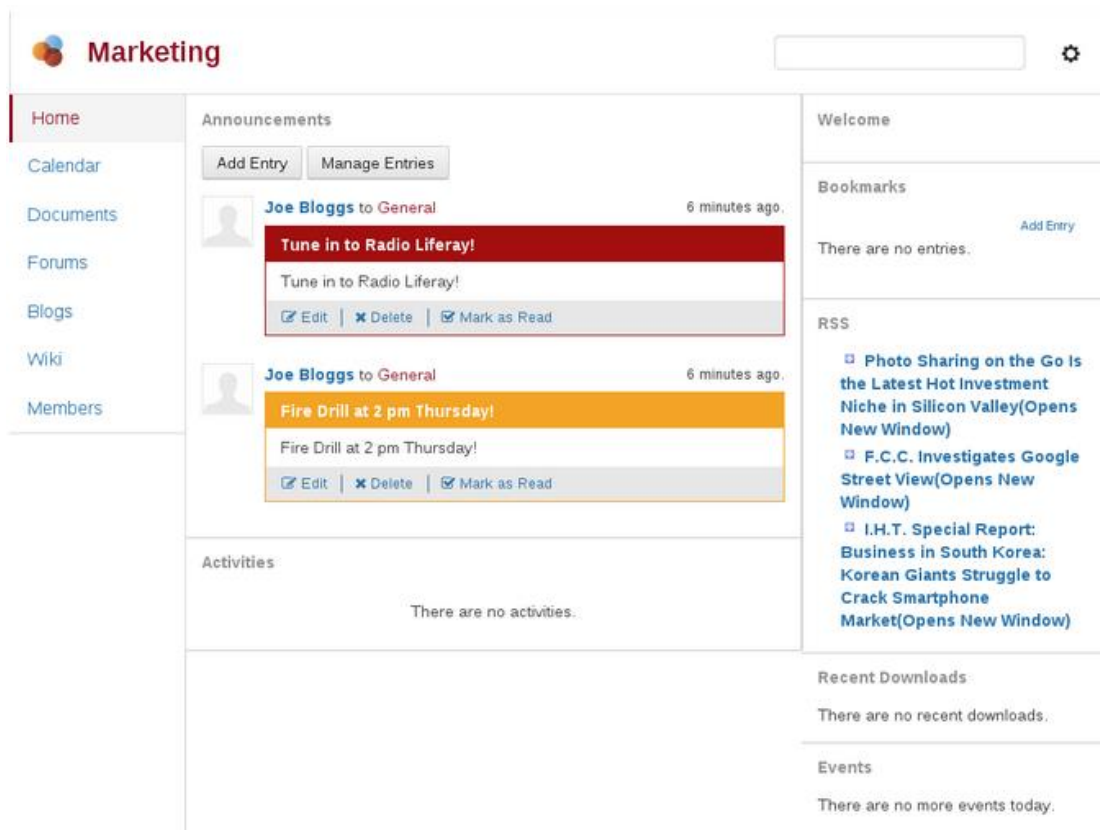 Marketing
Home
Calendar
Documents
Forums
Blogs
Wiki
Members
Announcements
Add Entry
Manage Entries
Joe Bloggs to General
6 minutes ago.
Tune in to Radio Liferay!
Tune in to Radio Liferay!
Edit | Delete | Mark as Read
Joe Bloggs to General
6 minutes ago.
Fire Drill at 2 pm Thursday!
Fire Drill at 2 pm Thursday!
Edit | Delete | Mark as Read
Activities
There are no activities.
Welcome
Bookmarks
Add Entry
There are no entries.
RSS
Photo Sharing on the Go Is
the Latest Hot Investment
Niche in Silicon Valley(Opens
New Window)
F.C.C. Investigates Google
Street View(Opens New
Window)
I.H.T. Special Report:
Business in South Korea:
Korean Giants Struggle to
Crack Smartphone
Market(Opens New Window)
Recent Downloads
There are no recent downloads.
Events
There are no more events today.